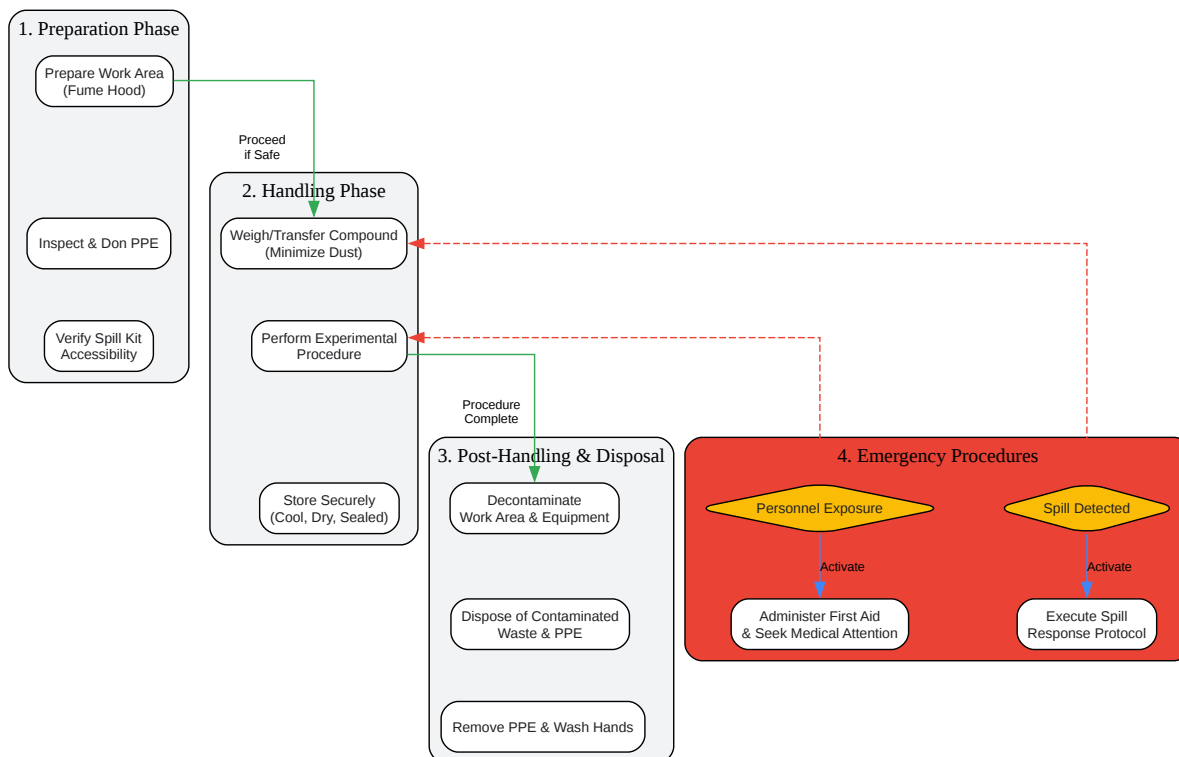 1. Preparation Phase
Prepare Work Area
(Fume Hood)
Inspect & Don PPE
Verify Spill Kit
Accessibility
Proceed
if Safe
2. Handling Phase
Weigh/Transfer Compound
(Minimize Dust)
Perform Experimental
Procedure
Store Securely
(Cool, Dry, Sealed)
Procedure
Complete
3. Post-Handling & Disposal
Decontaminate
Work Area & Equipment
Dispose of Contaminated
Waste & PPE
Remove PPE & Wash Hands
4. Emergency Procedures
Personnel Exposure
Activate
Administer First Aid
& Seek Medical Attention
Spill Detected
Activate
Execute Spill
Response Protocol